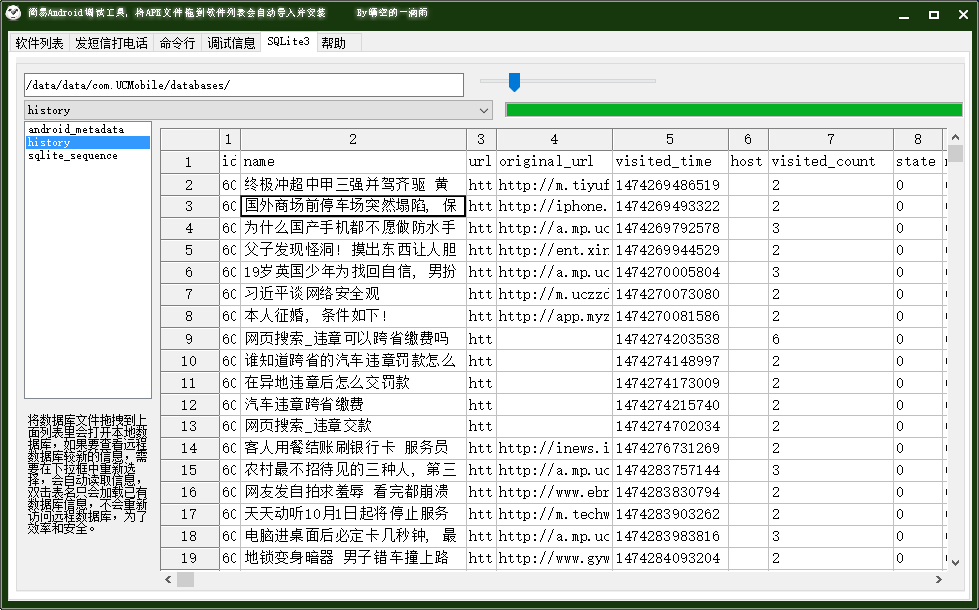 简易Android调试工具, 将APK文件拖到软件列表会自动导入并安装 By晴空的一滴雨
软件列表 发短信打电话 命令行 调试信息 SQLite3 帮助
/data/data/com.UCMobile/databases/
history
android_metadata
history
sqlite_sequence
将数据库文件拖拽到上
面列表里会打开本地数
据库，如果要查看远程
数据库较新的信息，需
要在下拉框中重新选
择，会自动读取信息，
双击表名只会加载已有
数据库信息，不会重新
访问远程数据库，为了
效率和安全。
1 2 3 4 5 6 7 8
1 id name url original_url visited_time host visited_count state
2 60 终极冲超中甲三强并驾齐驱 黄 htt http://m.tiyuf 1474269486519 2 0
3 60 国外商场前停车场突然塌陷, 保 htt http://iphone. 1474269493322 2 0
4 60 为什么国产手机都不愿做防水手 htt http://a.mp.uc 1474269792578 3 0
5 60 父子发现怪洞! 摸出东西让人胆 htt http://ent.xir 1474269944529 2 0
6 60 19岁英国少年为找回自信, 男扮 htt http://a.mp.uc 1474270005804 3 0
7 60 习近平谈网络安全观 htt http://m.uczzd 1474270073080 2 0
8 60 本人征婚, 条件如下! htt http://app.myz 1474270081586 2 0
9 60 网页搜索_违章可以跨省缴费吗 htt 1474274203538 6 0
10 60 谁知道跨省的汽车违章罚款怎么 htt 1474274148997 2 0
11 60 在异地违章后怎么交罚款 htt 1474274173009 2 0
12 60 汽车违章跨省缴费 htt 1474274215740 2 0
13 60 网页搜索_违章交款 htt 1474274702034 2 0
14 60 客人用餐结账刷银行卡 服务员 htt http://inews.i 1474276731269 2 0
15 60 农村最不招待见的三种人, 第三 htt http://a.mp.uc 1474283757144 3 0
16 60 网友发自拍求羞辱 看完都崩溃 htt http://www.ebr 1474283830794 2 0
17 60 天天动听10月1日起将停止服务 htt http://m.techw 1474283903262 2 0
18 60 电脑进桌面后必定卡几秒钟, 最 htt http://a.mp.uc 1474283983816 3 0
19 60 地锁变身暗器 男子错车撞上路 htt http://www.gyw 1474284093204 2 0